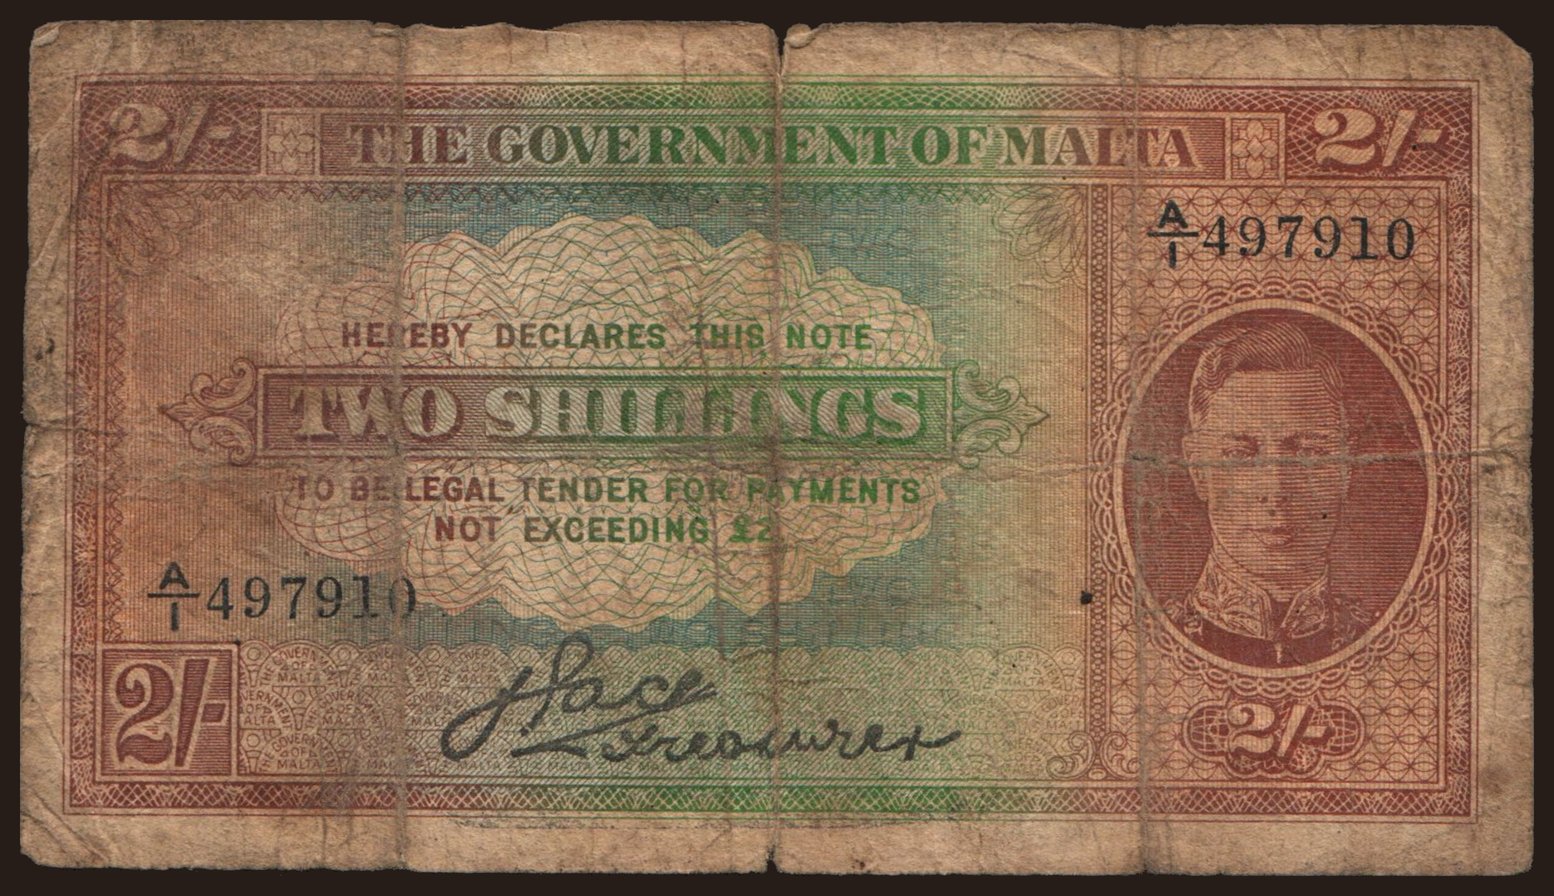 2/- THE GOVERNMENT OF MALTA 2/-
A/1 497910
HEREBY DECLARES THIS NOTE
TWO SHILLINGS
TO BE LEGAL TENDER FOR PAYMENTS
NOT EXCEEDING £2
A/1 497910
J Pace
Treasurer
2/-
2/-